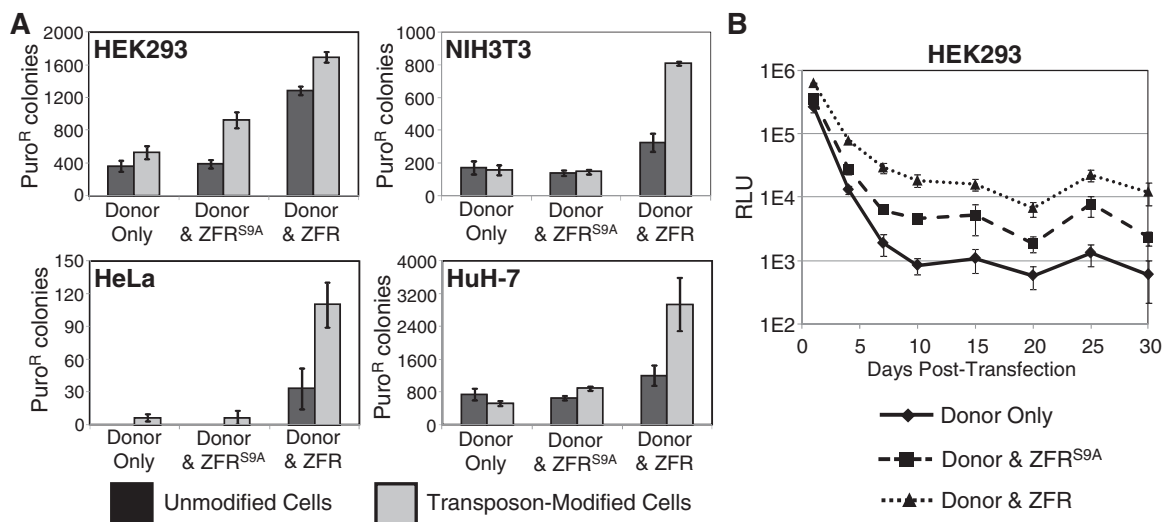 A
HEK293
Puro^R colonies
2000
1600
1200
800
400
0
Donor Only
Donor & ZFR^S9A
Donor & ZFR
NIH3T3
Puro^R colonies
1000
800
600
400
200
0
Donor Only
Donor & ZFR^S9A
Donor & ZFR
HeLa
Puro^R colonies
150
120
90
60
30
0
Donor Only
Donor & ZFR^S9A
Donor & ZFR
HuH-7
Puro^R colonies
4000
3200
2400
1600
800
0
Donor Only
Donor & ZFR^S9A
Donor & ZFR
Unmodified Cells
Transposon-Modified Cells
B
HEK293
RLU
1E6
1E5
1E4
1E3
1E2
0 5 10 15 20 25 30
Days Post-Transfection
Donor Only
Donor & ZFR^S9A
Donor & ZFR